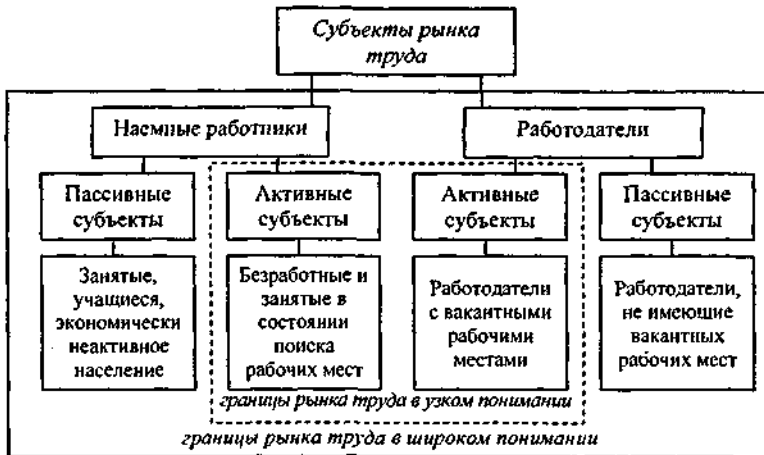 Субъекты рынка
труда
Наемные работники
Работодатели
Пассивные
субъекты
Активные
субъекты
Активные
субъекты
Пассивные
субъекты
Занятые,
учащиеся,
экономически
неактивное
население
Безработные и
занятые в
состоянии
поиска
рабочих мест
Работодатели
с вакантными
рабочими
местами
Работодатели,
не имеющие
вакантных
рабочих мест
границы рынка труда в узком понимании
границы рынка труда в широком понимании